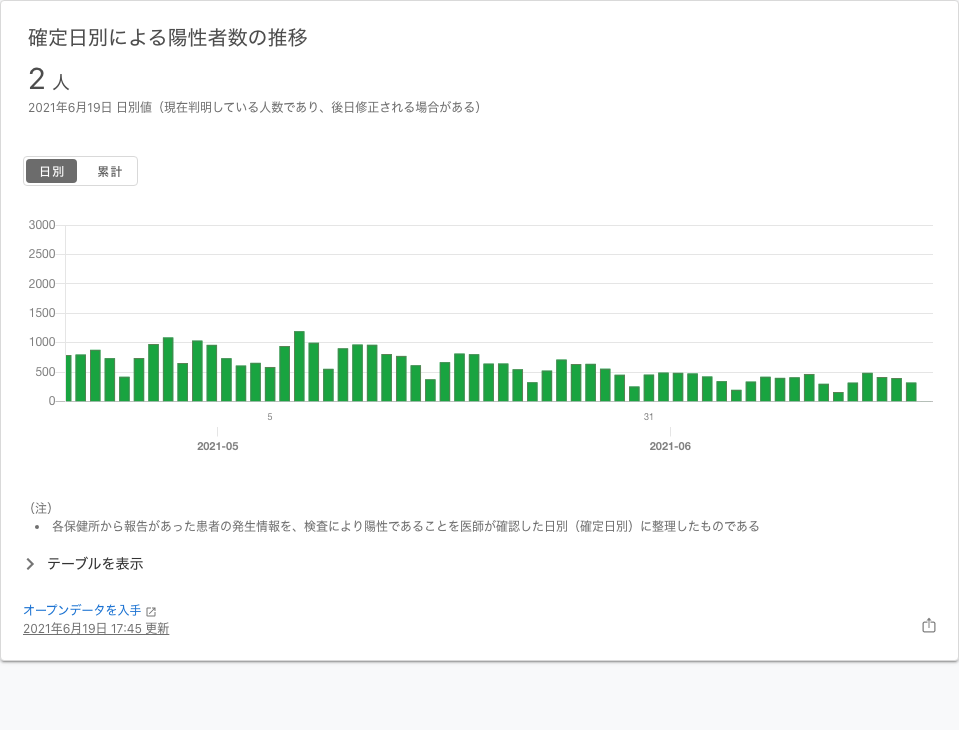 確定日別による陽性者数の推移
2 人
2021年6月19日 日別値（現在判明している人数であり、後日修正される場合がある）
日別 累計
3000
2500
2000
1500
1000
500
0
5 31
2021-05 2021-06
（注）
• 各保健所から報告があった患者の発生情報を、検査により陽性であることを医師が確認した日別（確定日別）に整理したものである
テーブルを表示
オープンデータを入手
2021年6月19日 17:45 更新